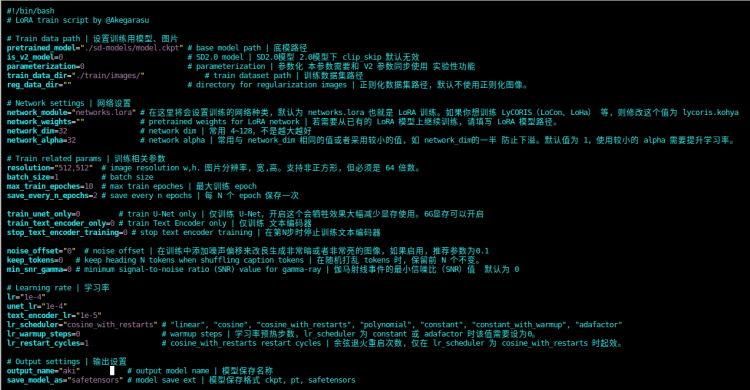 #!/bin/bash
# LoRA train script by @Akegarasu
# Train data path | 设置训练用模型、图片
pretrained_model="./sd-models/model.ckpt" # base model path | 底模路径
is_v2_model=0 # SD2.0 model | SD2.0模型 2.0模型下 clip_skip 默认无效
parameterization=0 # parameterization | 参数化 本参数需要和 V2 参数同步使用 实验性功能
train_data_dir="./train/images/" # train dataset path | 训练数据集路径
reg_data_dir="" # directory for regularization images | 正则化数据集路径，默认不使用正则化图像。
# Network settings | 网络设置
network_module="networks.lora" # 在这里将会设置训练的网络种类，默认为 networks.lora 也就是 LoRA 训练。如果你想训练 LyCORIS（LoCon、LoHa） 等，则修改这个值为 lycoris.kohya
network_weights="" # pretrained weights for LoRA network | 若需要从已有的 LoRA 模型上继续训练，请填写 LoRA 模型路径。
network_dim=32 # network dim | 常用 4~128，不是越大越好
network_alpha=32 # network alpha | 常用与 network_dim 相同的值或者采用较小的值，如 network_dim的一半 防止下溢。默认值为 1，使用较小的 alpha 需要提升学习率。
# Train related params | 训练相关参数
resolution="512,512" # image resolution w,h. 图片分辨率，宽,高。支持非正方形，但必须是 64 倍数。
batch_size=1 # batch size
max_train_epoches=10 # max train epoches | 最大训练 epoch
save_every_n_epochs=2 # save every n epochs | 每 N 个 epoch 保存一次
train_unet_only=0 # train U-Net only | 仅训练 U-Net，开启这个会牺牲效果大幅减少显存使用。6G显存可以开启
train_text_encoder_only=0 # train Text Encoder only | 仅训练 文本编码器
stop_text_encoder_training=0 # stop text encoder training | 在第N步时停止训练文本编码器
noise_offset="0" # noise offset | 在训练中添加噪声偏移来改良生成非常暗或者非常亮的图像，如果启用，推荐参数为0.1
keep_tokens=0 # keep heading N tokens when shuffling caption tokens | 在随机打乱 tokens 时，保留前 N 个不变。
min_snr_gamma=0 # minimum signal-to-noise ratio (SNR) value for gamma-ray | 伽马射线事件的最小信噪比（SNR）值 默认为 0
# Learning rate | 学习率
lr="1e-4"
unet_lr="1e-4"
text_encoder_lr="1e-5"
lr_scheduler="cosine_with_restarts" # "linear", "cosine", "cosine_with_restarts", "polynomial", "constant", "constant_with_warmup", "adafactor"
lr_warmup_steps=0 # warmup steps | 学习率预热步数，lr_scheduler 为 constant 或 adafactor 时该值需要设为0。
lr_restart_cycles=1 # cosine_with_restarts restart cycles | 余弦退火重启次数，仅在 lr_scheduler 为 cosine_with_restarts 时起效。
# Output settings | 输出设置
output_name="aki" # output model name | 模型保存名称
save_model_as="safetensors" # model save ext | 模型保存格式 ckpt, pt, safetensors